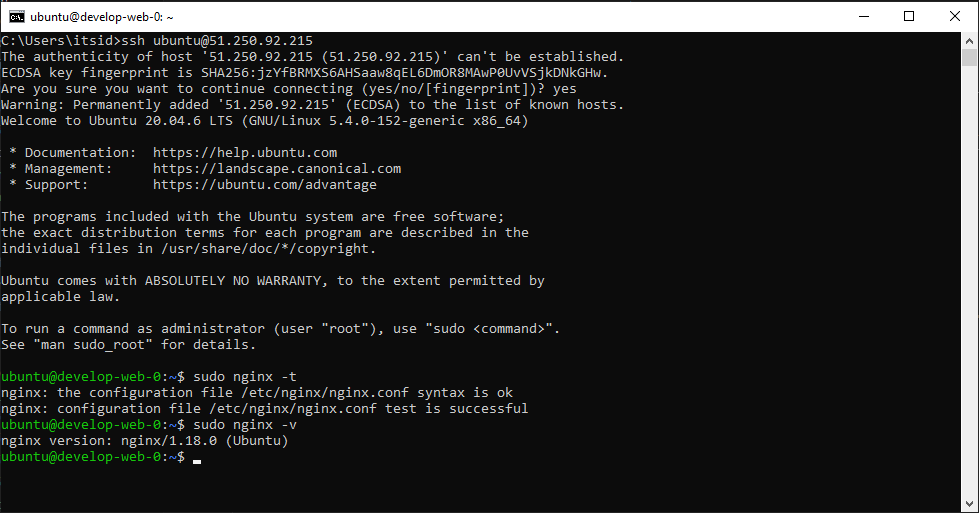 ubuntu@develop-web-0: ~
C:\Users\itsid>ssh ubuntu@51.250.92.215
The authenticity of host '51.250.92.215 (51.250.92.215)' can't be established.
ECDSA key fingerprint is SHA256:jzYfBRMXS6AHSaaw8qEL6DmOR8MAwP0UvVSjkDNkGHw.
Are you sure you want to continue connecting (yes/no/[fingerprint])? yes
Warning: Permanently added '51.250.92.215' (ECDSA) to the list of known hosts.
Welcome to Ubuntu 20.04.6 LTS (GNU/Linux 5.4.0-152-generic x86_64)

 * Documentation:  https://help.ubuntu.com
 * Management:     https://landscape.canonical.com
 * Support:        https://ubuntu.com/advantage

The programs included with the Ubuntu system are free software;
the exact distribution terms for each program are described in the
individual files in /usr/share/doc/*/copyright.

Ubuntu comes with ABSOLUTELY NO WARRANTY, to the extent permitted by
applicable law.

To run a command as administrator (user "root"), use "sudo <command>".
See "man sudo_root" for details.

ubuntu@develop-web-0:~$ sudo nginx -t
nginx: the configuration file /etc/nginx/nginx.conf syntax is ok
nginx: configuration file /etc/nginx/nginx.conf test is successful
ubuntu@develop-web-0:~$ sudo nginx -v
nginx version: nginx/1.18.0 (Ubuntu)
ubuntu@develop-web-0:~$